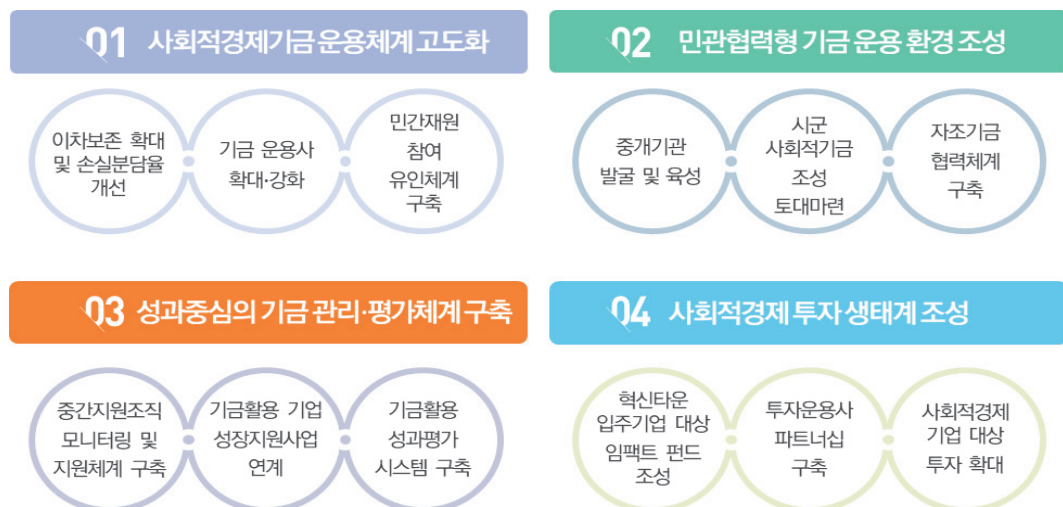 01 사회적경제기금 운용체계 고도화
이차보존 확대
및 손실분담율
개선
기금 운용사
확대·강화
민간재원
참여
유인체계
구축
02 민관협력형 기금 운용 환경 조성
중개기관
발굴 및 육성
시군
사회적기금
조성
토대마련
자조기금
협력체계
구축
03 성과중심의 기금 관리·평가체계 구축
중간지원조직
모니터링 및
지원체계 구축
기금활용 기업
성장지원사업
연계
기금활용
성과평가
시스템 구축
04 사회적경제 투자 생태계 조성
혁신타운
입주기업 대상
임팩트 펀드
조성
투자운용사
파트너십
구축
사회적경제
기업 대상
투자 확대